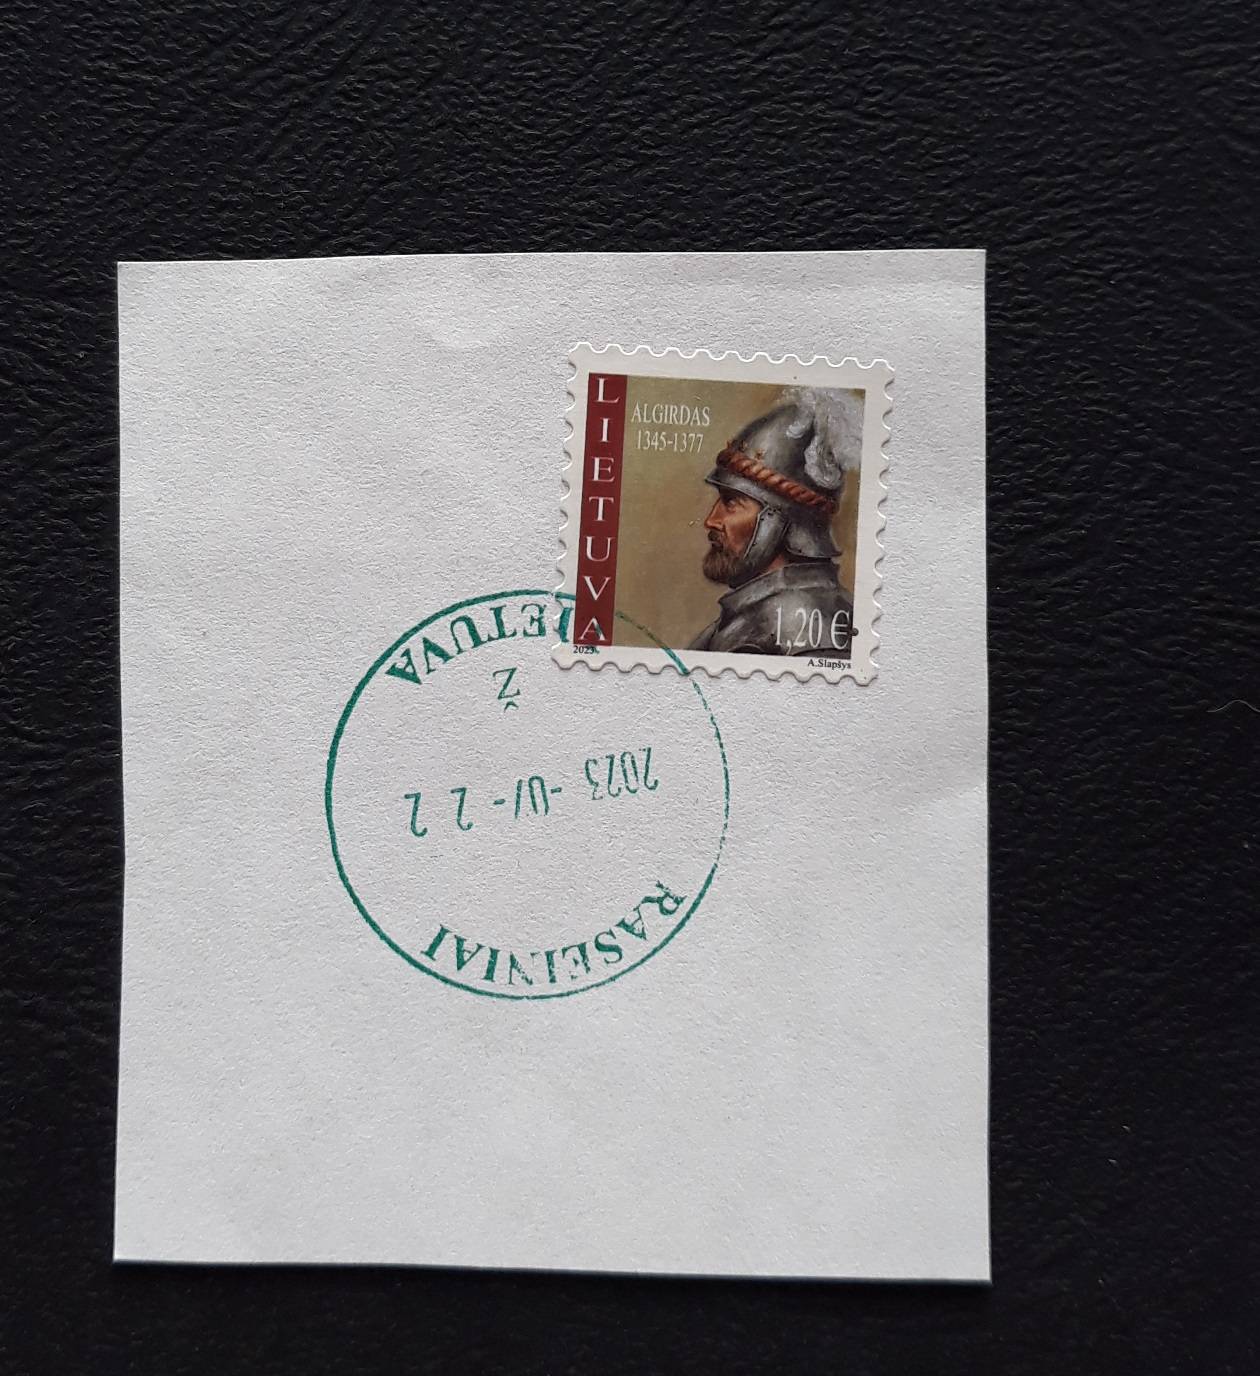 LIETUVA
ALGIRDAS
1345-1377
1,20 €
2023
A.Šlapšys
RASEINIAI
2023 -07- 2 2
Ž
LIETUVA